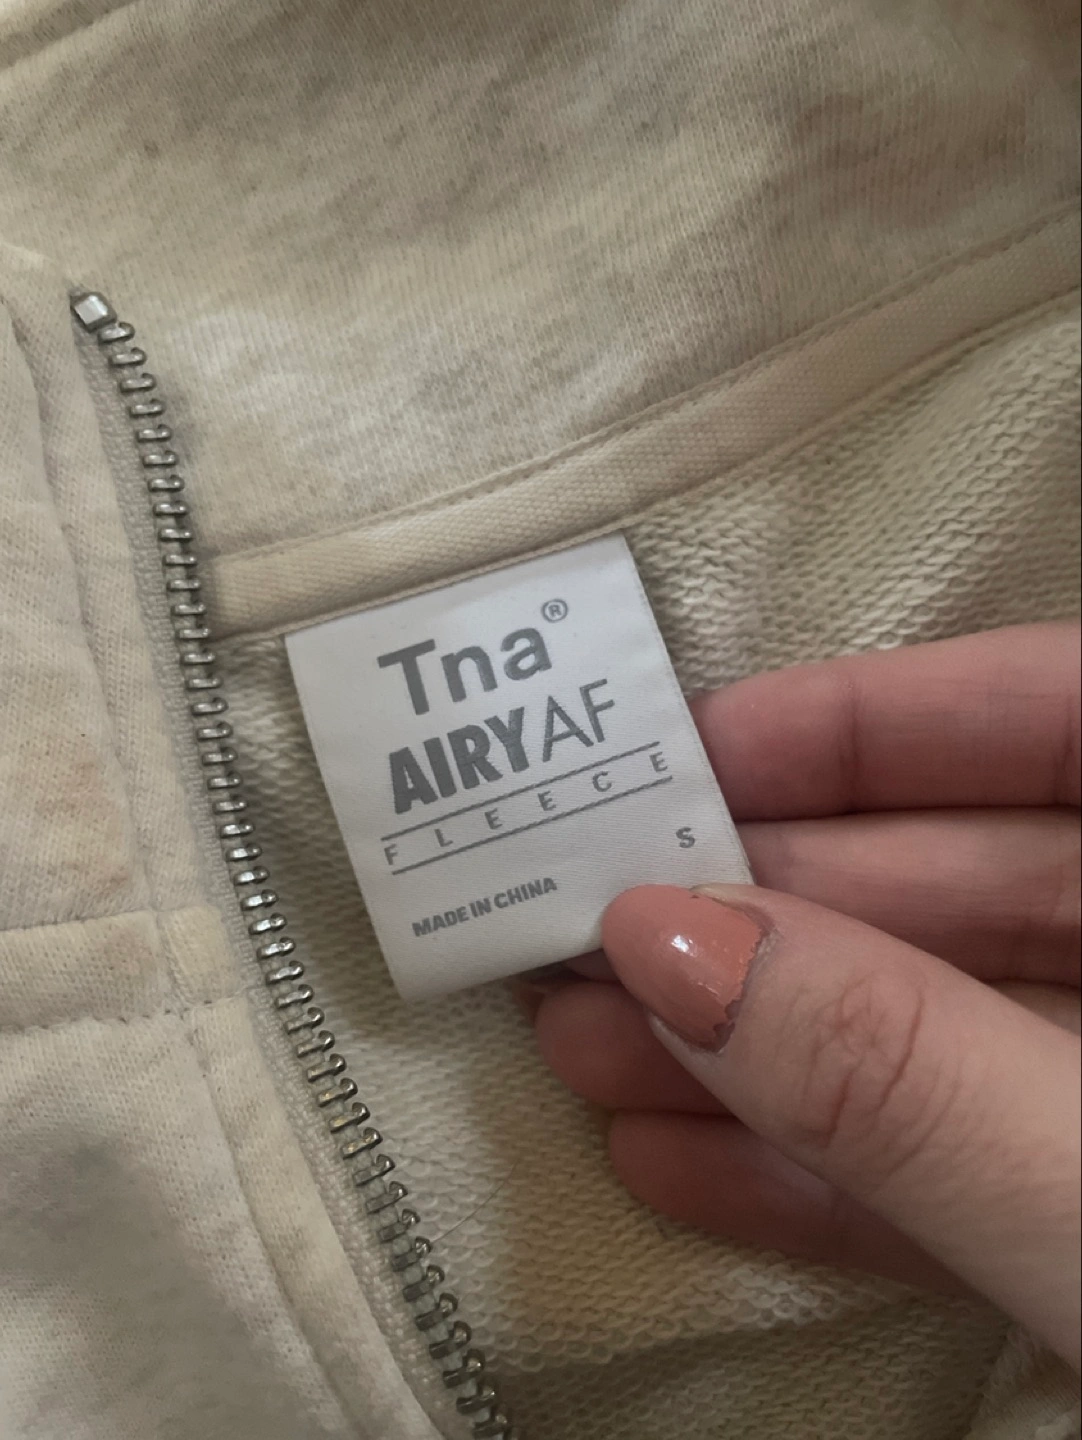 Tna®
AIRYAF
FLEECE
S
MADE IN CHINA